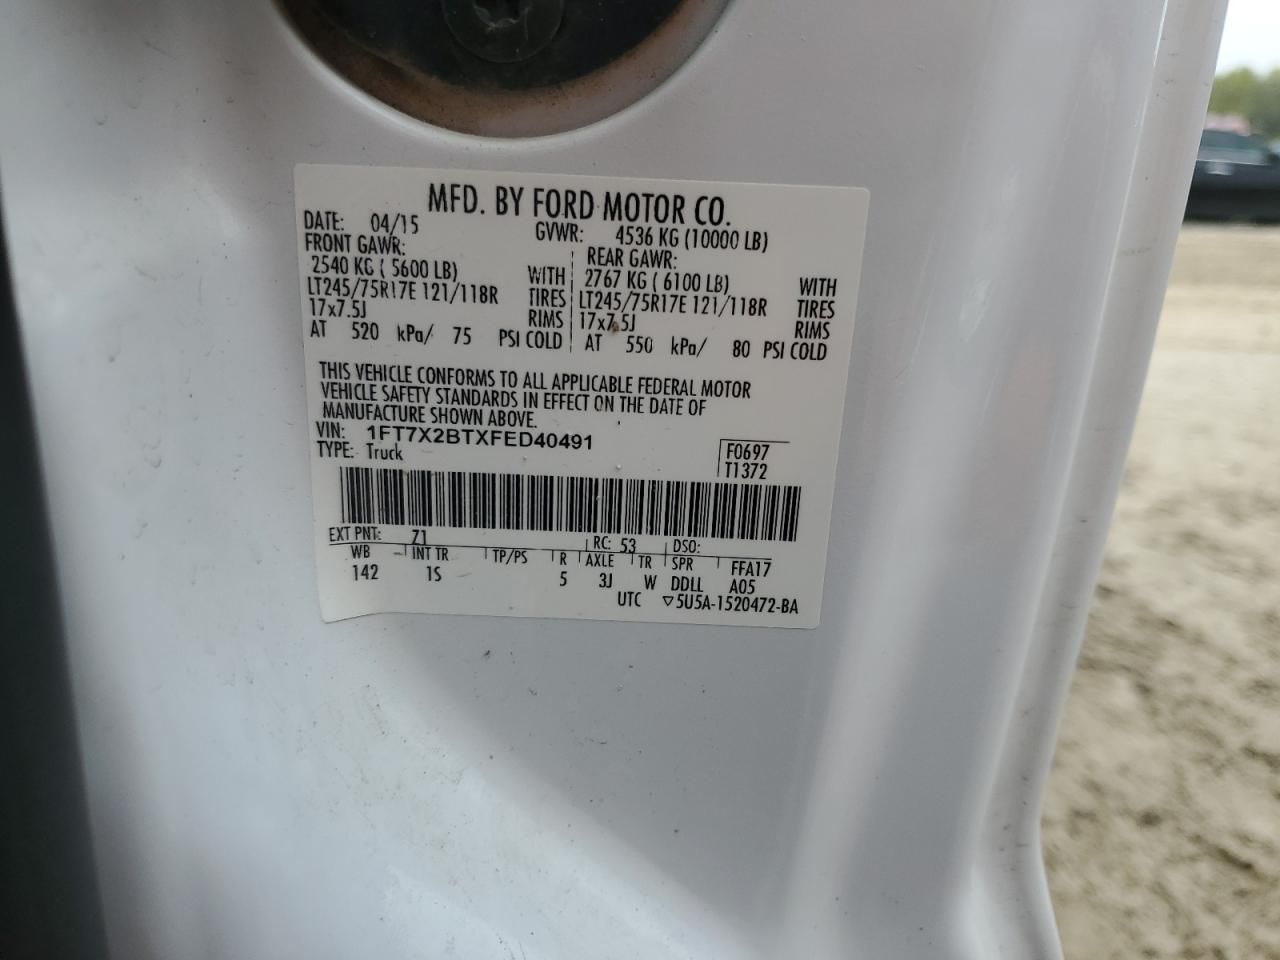 MFD. BY FORD MOTOR CO.
DATE: 04/15 GVWR: 4536 KG (10000 LB)
FRONT GAWR: REAR GAWR:
2540 KG ( 5600 LB) WITH 2767 KG ( 6100 LB) WITH
LT245/75R17E 121/118R TIRES LT245/75R17E 121/118R TIRES
17x7.5J RIMS 17x7.5J RIMS
AT 520 kPa/ 75 PSI COLD AT 550 kPa/ 80 PSI COLD
THIS VEHICLE CONFORMS TO ALL APPLICABLE FEDERAL MOTOR
VEHICLE SAFETY STANDARDS IN EFFECT ON THE DATE OF
MANUFACTURE SHOWN ABOVE.
VIN: 1FT7X2BTXFED40491 F0697
TYPE: Truck T1372
EXT PNT: Z1 RC: 53 DSO:
WB INT TR TP/PS R AXLE TR SPR FFA17
142 1S 5 3J W DDLL A05
UTC ▽5U5A-1520472-BA